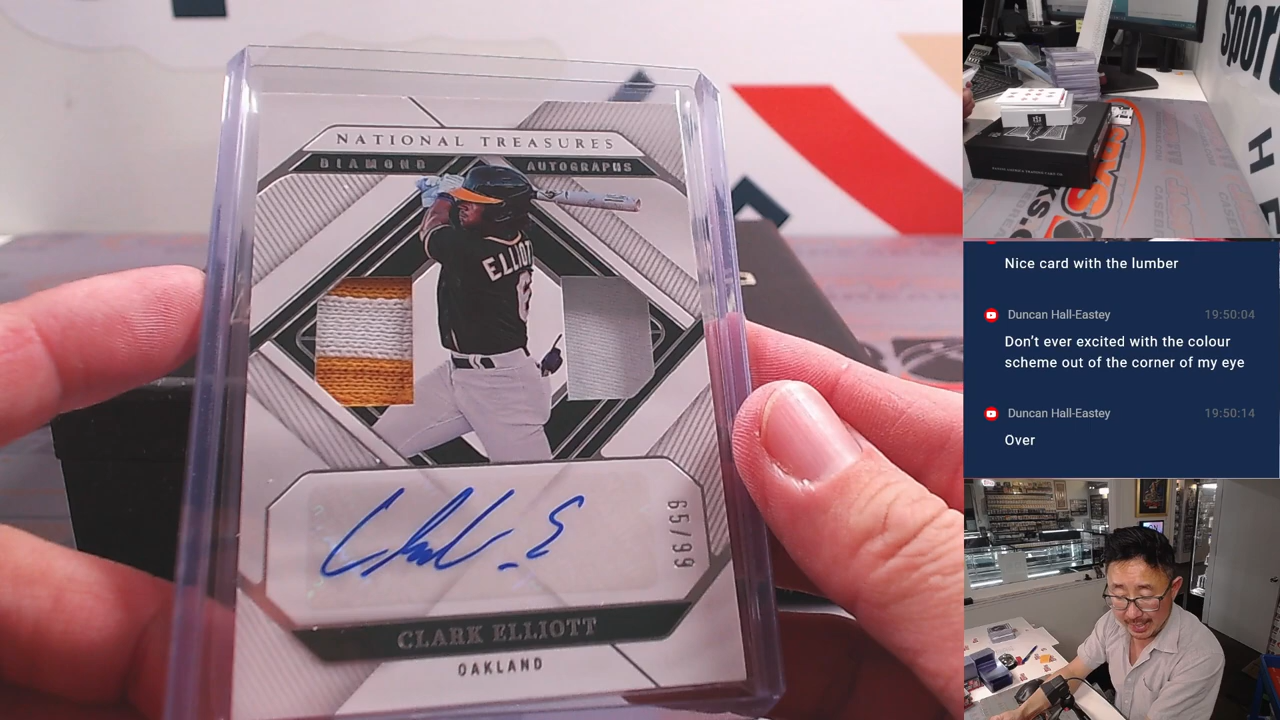 NATIONAL TREASURES
DIAMOND AUTOGRAPHS
ELLIOT
6
65/99
CLARK ELLIOTT
OAKLAND
Nice card with the lumber
Duncan Hall-Eastey 19:50:04
Don't ever excited with the colour
scheme out of the corner of my eye
Duncan Hall-Eastey 19:50:14
Over